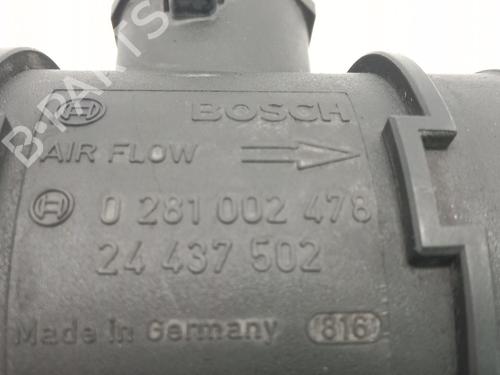 BOSCH
AIR FLOW
0 281 002 478
24 437 502
Made in Germany 816
B-PARTS